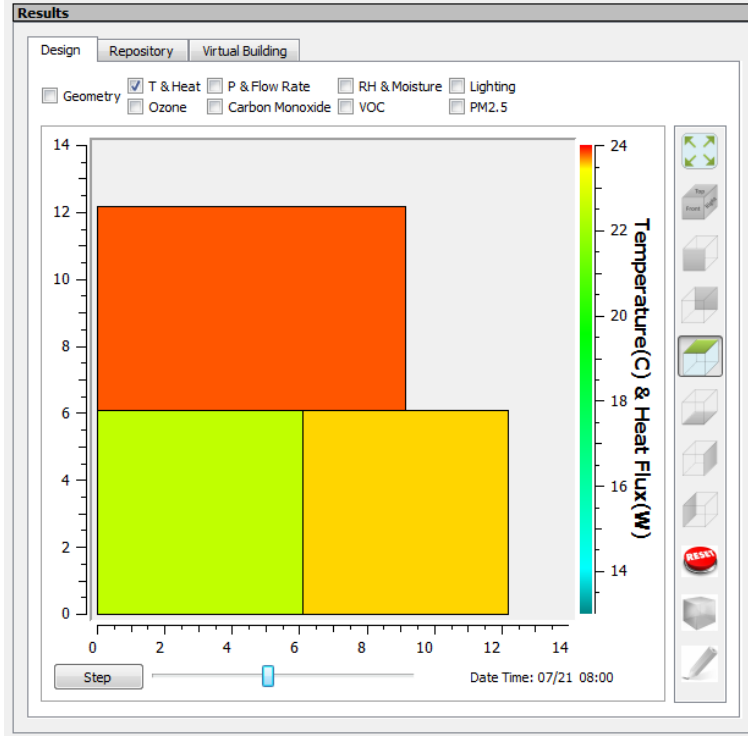 Results
Design Repository Virtual Building
Geometry T & Heat P & Flow Rate RH & Moisture Lighting
Ozone Carbon Monoxide VOC PM2.5
14
12
10
8
6
4
2
0
0 2 4 6 8 10 12 14
24
22
20
18
16
14
Temperature(C) & Heat Flux(W)
Top
Front
RESET
Step Date Time: 07/21 08:00